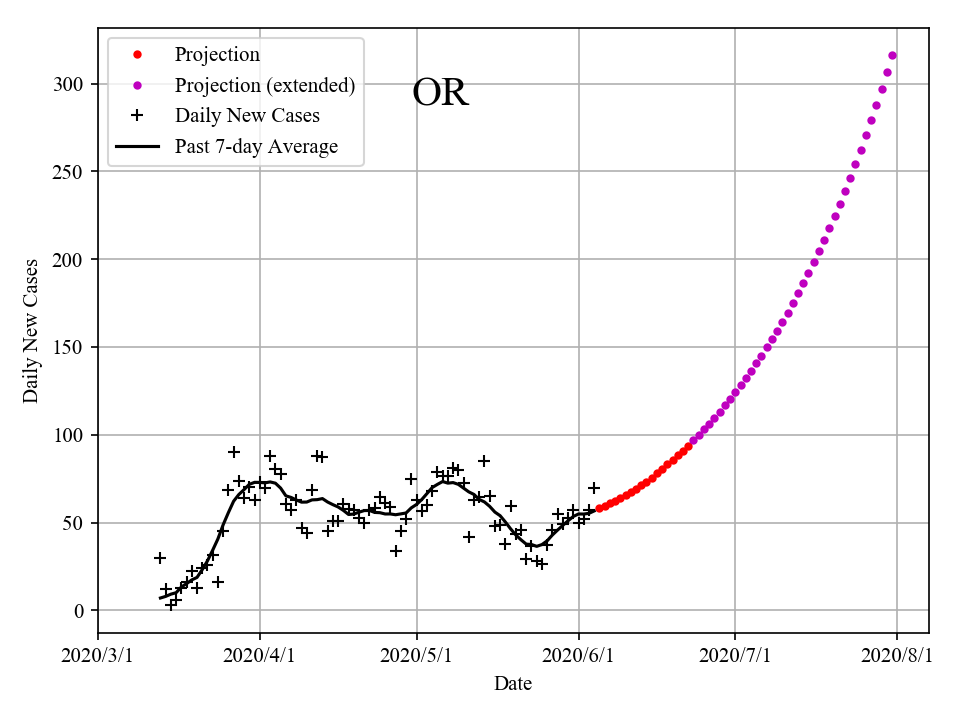 Projection
Projection (extended)
Daily New Cases
Past 7-day Average
OR
300
250
200
150
100
50
0
Daily New Cases
2020/3/1 2020/4/1 2020/5/1 2020/6/1 2020/7/1 2020/8/1
Date